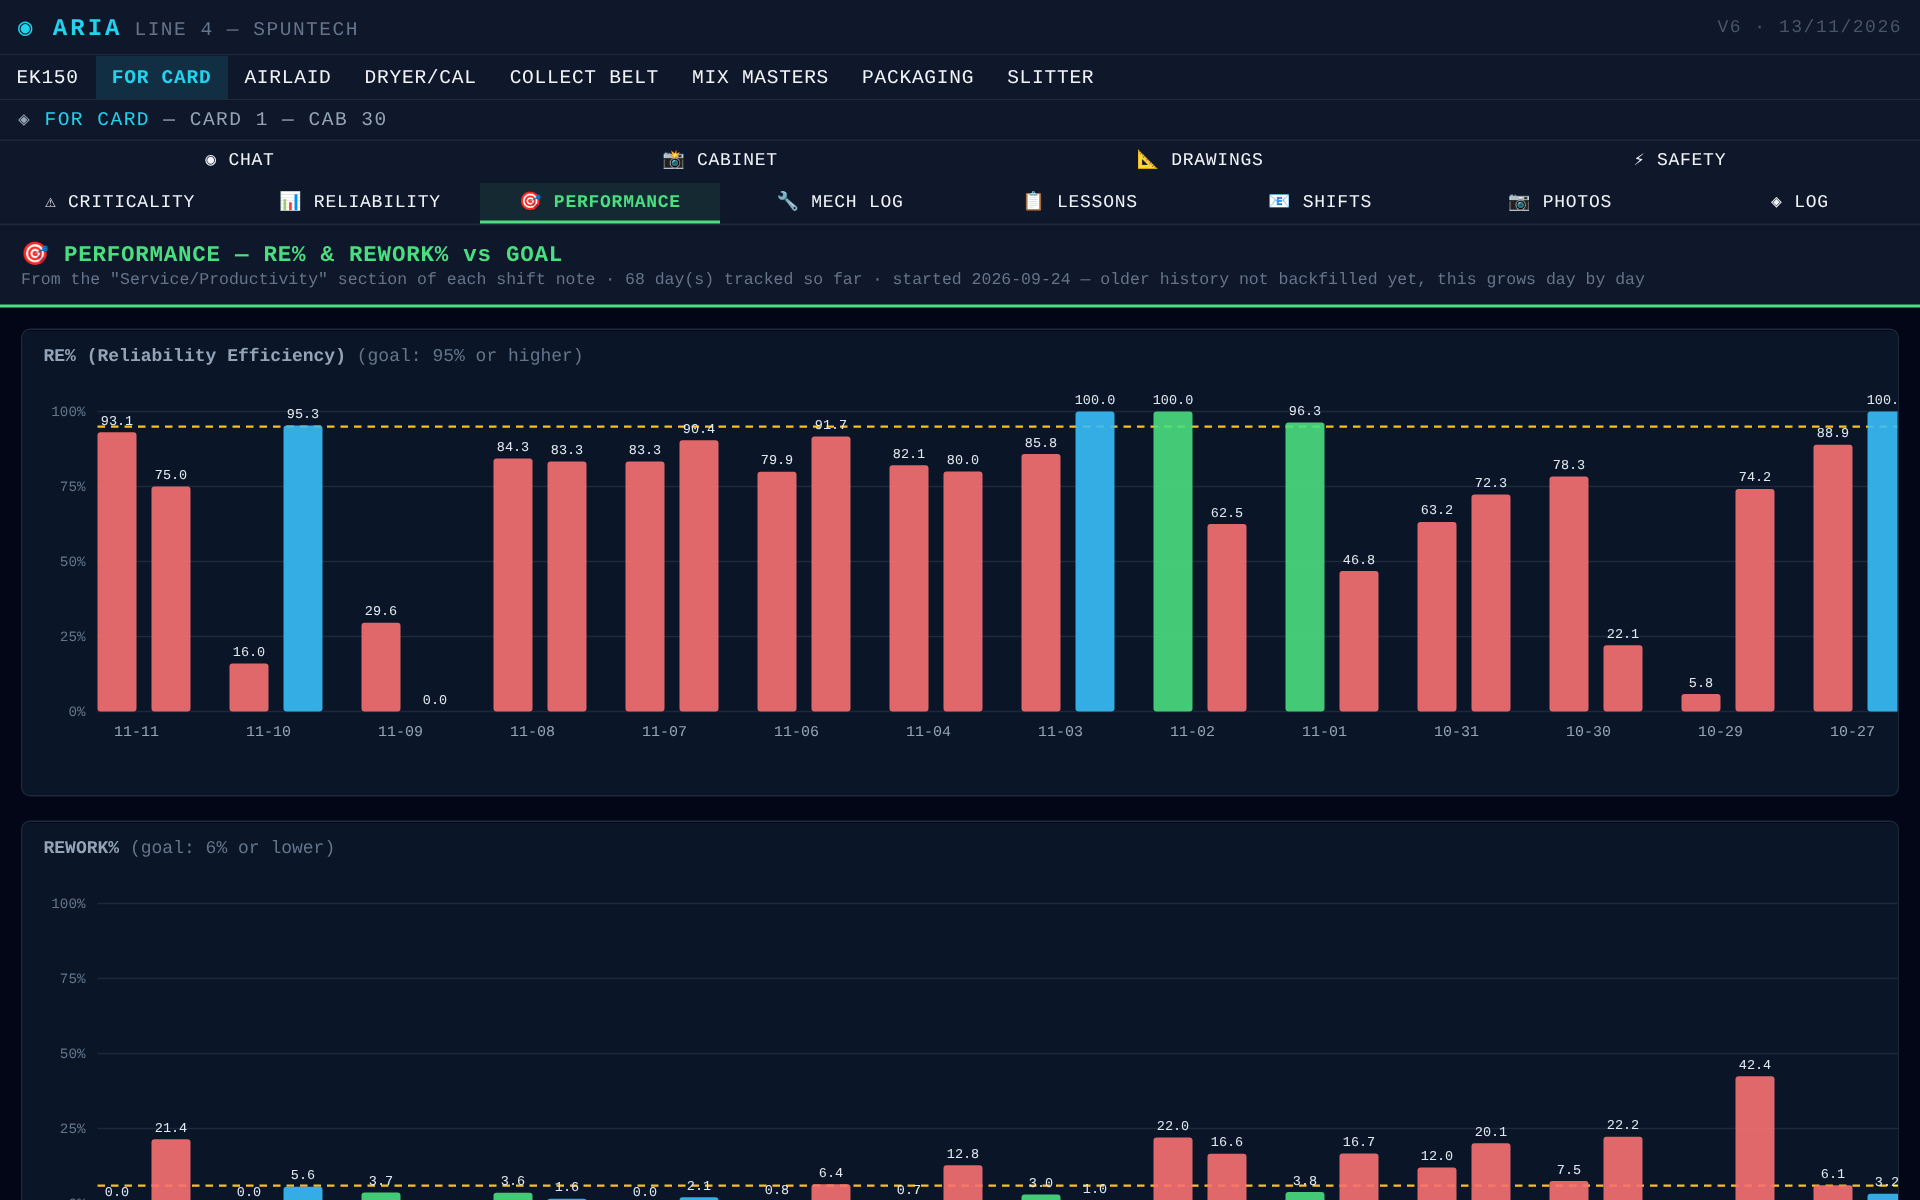 ◉ ARIA LINE 4 — SPUNTECH
V6 · 13/11/2026
EK150 FOR CARD AIRLAID DRYER/CAL COLLECT BELT MIX MASTERS PACKAGING SLITTER
◈ FOR CARD — CARD 1 — CAB 30
◉ CHAT 📸 CABINET 📐 DRAWINGS ⚡ SAFETY
⚠ CRITICALITY 📊 RELIABILITY 🎯 PERFORMANCE 🔧 MECH LOG 📋 LESSONS 📧 SHIFTS 📷 PHOTOS ◈ LOG
🎯 PERFORMANCE — RE% & REWORK% vs GOAL
From the "Service/Productivity" section of each shift note · 68 day(s) tracked so far · started 2026-09-24 — older history not backfilled yet, this grows day by day
RE% (Reliability Efficiency) (goal: 95% or higher)
100%
75%
50%
25%
0%
93.1 75.0 16.0 95.3 29.6 0.0 84.3 83.3 83.3 90.4 79.9 91.7 82.1 80.0 85.8 100.0 100.0 62.5 96.3 46.8 63.2 72.3 78.3 22.1 5.8 74.2 88.9 100.
11-11 11-10 11-09 11-08 11-07 11-06 11-04 11-03 11-02 11-01 10-31 10-30 10-29 10-27
REWORK% (goal: 6% or lower)
100%
75%
50%
25%
0.0 21.4 0.0 5.6 3.7 3.6 1.6 0.0 2.1 0.8 6.4 0.7 12.8 3.0 1.0 22.0 16.6 3.8 16.7 12.0 20.1 7.5 22.2 42.4 6.1 3.2